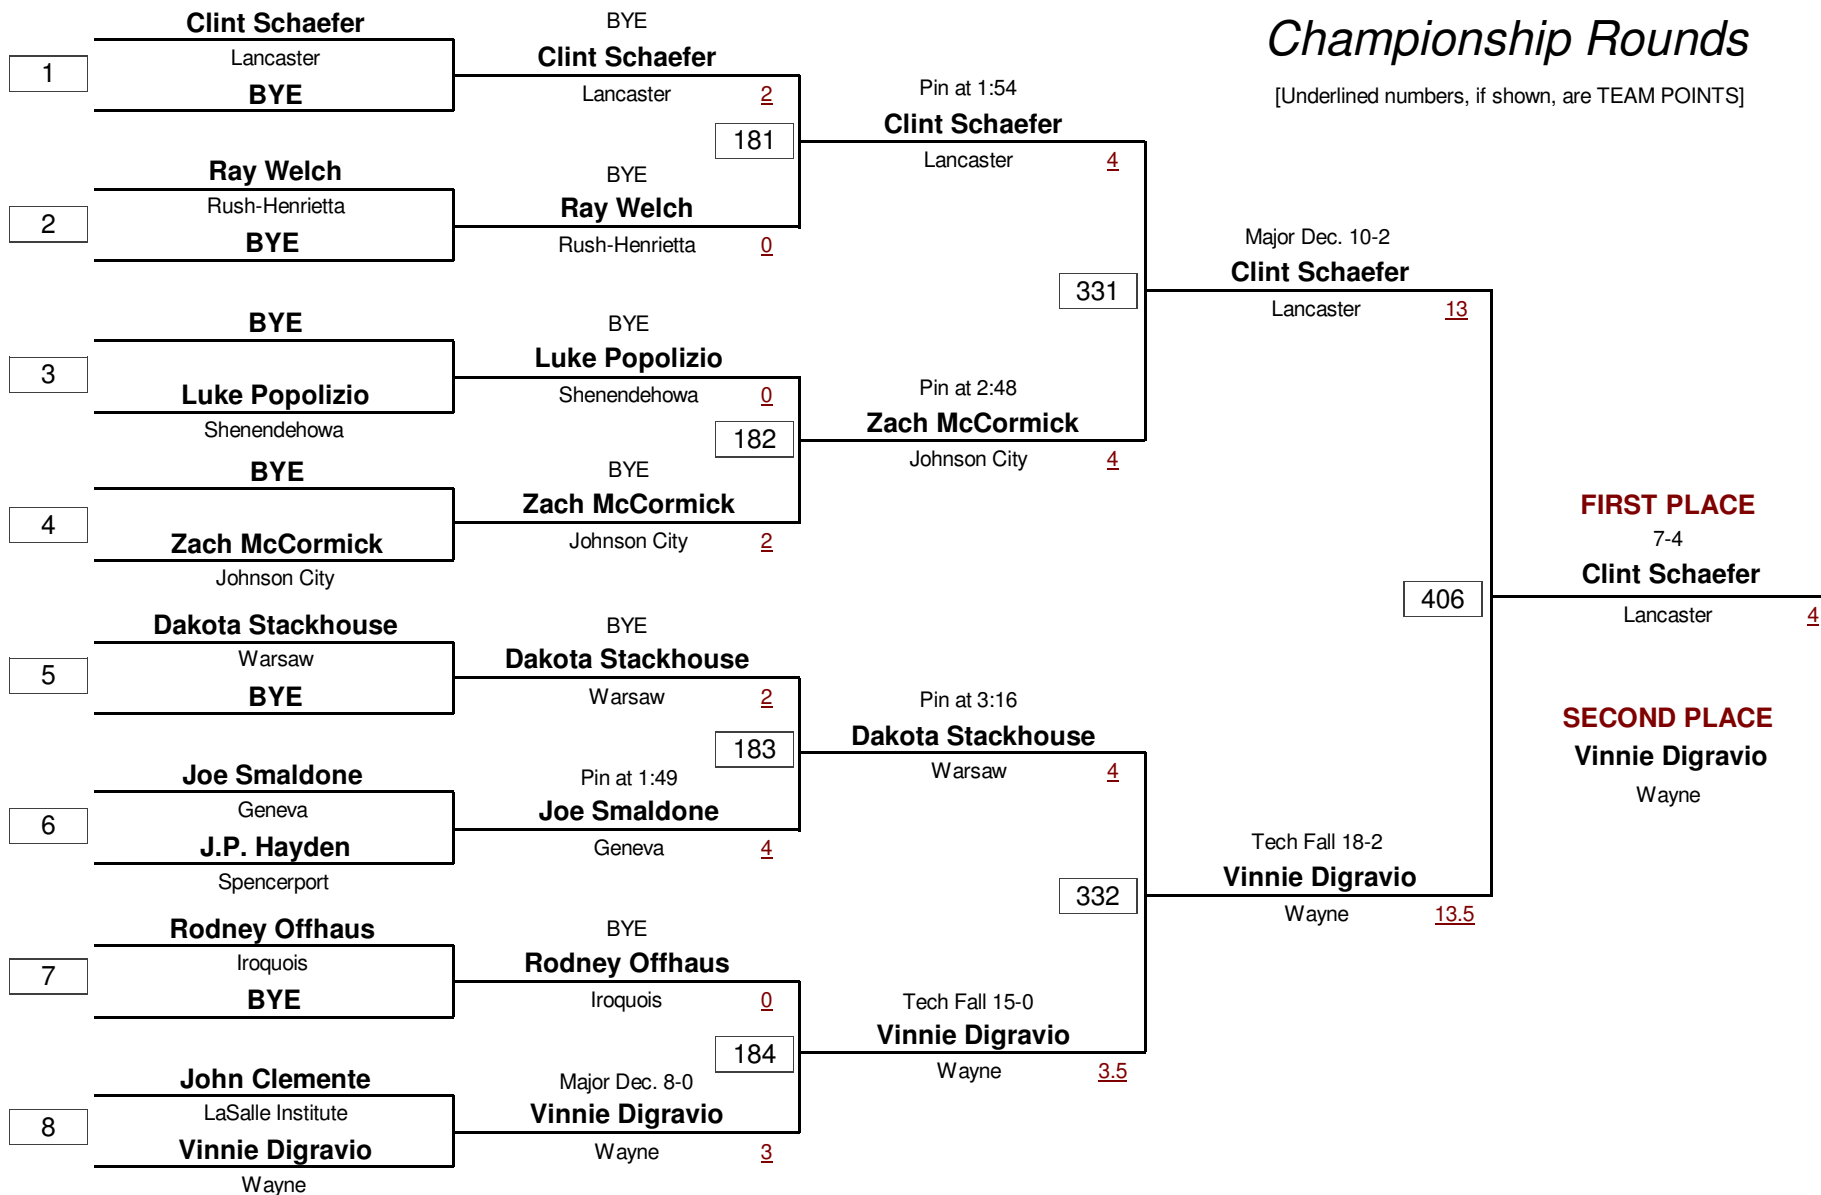 Championship Rounds
[Underlined numbers, if shown, are TEAM POINTS]
Clint Schaefer
Lancaster
1
BYE
Ray Welch
Rush-Henrietta
2
BYE
BYE
3
Luke Popolizio
Shenendehowa
BYE
4
Zach McCormick
Johnson City
Dakota Stackhouse
Warsaw
5
BYE
Joe Smaldone
Geneva
6
J.P. Hayden
Spencerport
Rodney Offhaus
Iroquois
7
BYE
John Clemente
LaSalle Institute
8
Vinnie Digravio
Wayne
BYE
Clint Schaefer
Lancaster 2
181
BYE
Ray Welch
Rush-Henrietta 0
BYE
Luke Popolizio
Shenendehowa 0
182
BYE
Zach McCormick
Johnson City 2
BYE
Dakota Stackhouse
Warsaw 2
183
Pin at 1:49
Joe Smaldone
Geneva 4
BYE
Rodney Offhaus
Iroquois 0
184
Major Dec. 8-0
Vinnie Digravio
Wayne 3
Pin at 1:54
Clint Schaefer
Lancaster 4
331
Pin at 2:48
Zach McCormick
Johnson City 4
Pin at 3:16
Dakota Stackhouse
Warsaw 4
332
Tech Fall 15-0
Vinnie Digravio
Wayne 3.5
Major Dec. 10-2
Clint Schaefer
Lancaster 13
406
Tech Fall 18-2
Vinnie Digravio
Wayne 13.5
FIRST PLACE
7-4
Clint Schaefer
Lancaster 4
SECOND PLACE
Vinnie Digravio
Wayne